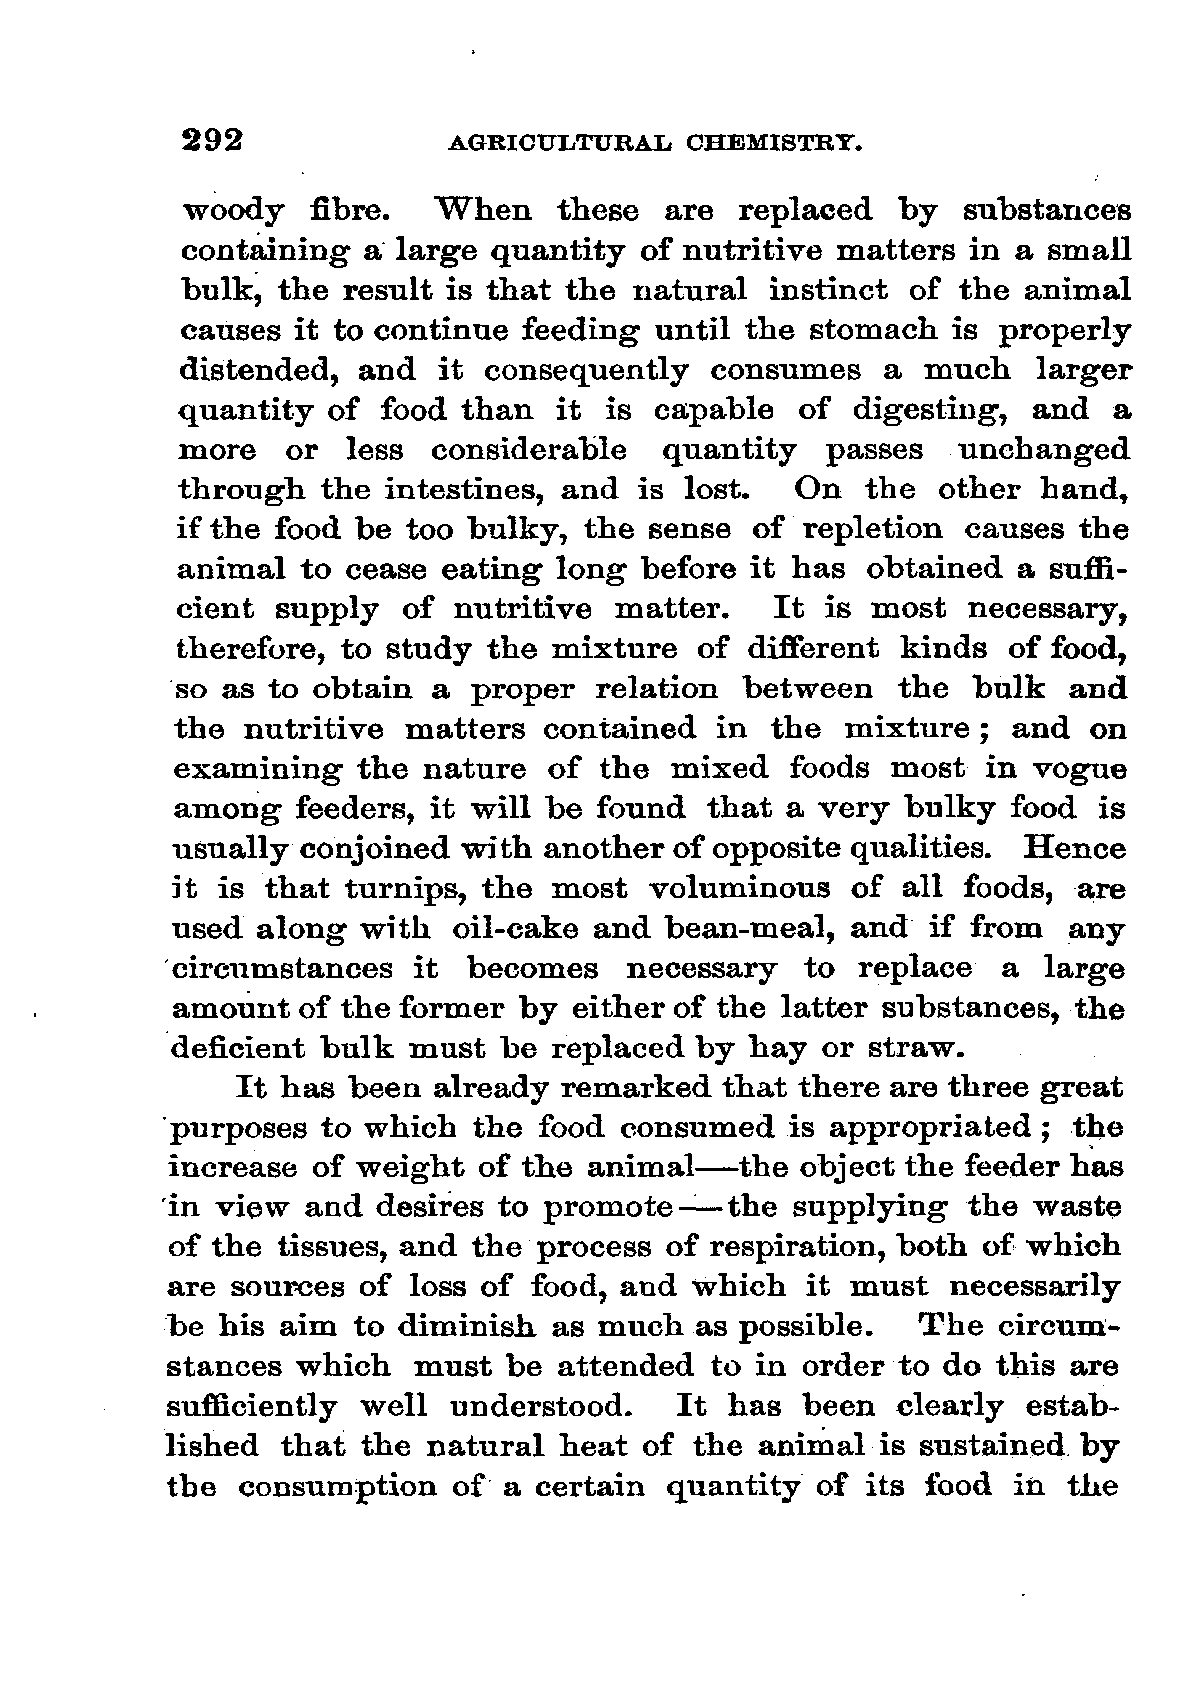 292 AGRICULTURAL CHEMISTRY.
woody fibre. When these are replaced by substances
containing a large quantity of nutritive matters in a small
bulk, the result is that the natural instinct of the animal
causes it to continue feeding until the stomach is properly
distended, and it consequently consumes a much larger
quantity of food than it is capable of digesting, and a
more or less considerable quantity passes unchanged
through the intestines, and is lost. On the other hand,
if the food be too bulky, the sense of repletion causes the
animal to cease eating long before it has obtained a suffi-
cient supply of nutritive matter. It is most necessary,
therefore, to study the mixture of different kinds of food,
so as to obtain a proper relation between the bulk and
the nutritive matters contained in the mixture ; and on
examining the nature of the mixed foods most in vogue
among feeders, it will be found that a very bulky food is
usually conjoined with another of opposite qualities. Hence
it is that turnips, the most voluminous of all foods, are
used along with oil-cake and bean-meal, and if from any
circumstances it becomes necessary to replace a large
amount of the former by either of the latter substances, the
deficient bulk must be replaced by hay or straw.
It has been already remarked that there are three great
purposes to which the food consumed is appropriated ; the
increase of weight of the animal—the object the feeder has
in view and desires to promote—the supplying the waste
of the tissues, and the process of respiration, both of which
are sources of loss of food, and which it must necessarily
be his aim to diminish as much as possible. The circum-
stances which must be attended to in order to do this are
sufficiently well understood. It has been clearly estab-
lished that the natural heat of the animal is sustained by
the consumption of a certain quantity of its food in the